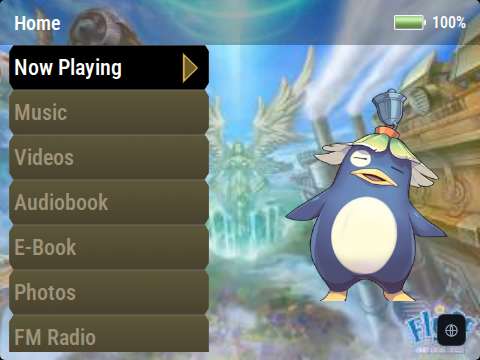 Home
100%
Now Playing
Music
Videos
Audiobook
E-Book
Photos
FM Radio